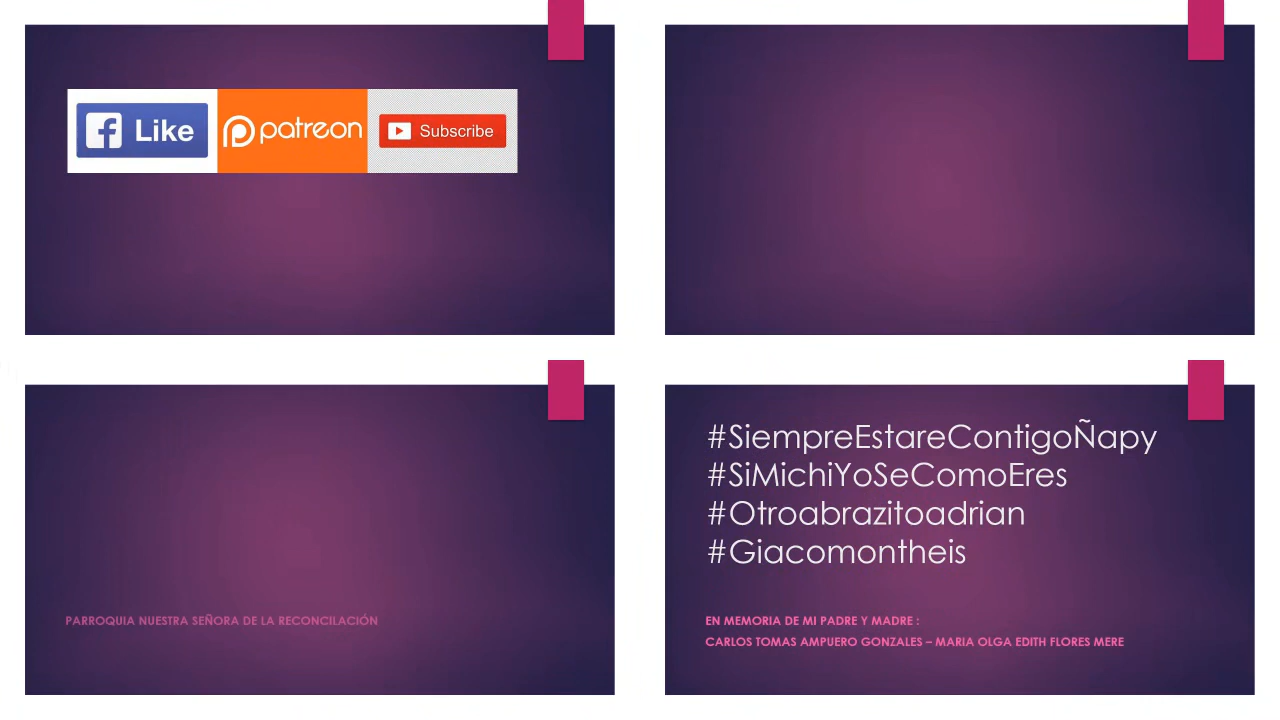 Like
patreon
Subscribe
PARROQUIA NUESTRA SEÑORA DE LA RECONCILACIÓN
#SiempreEstareContigoÑapy
#SiMichiYoSeComoEres
#Otroabrazitoadrian
#Giacomontheis
EN MEMORIA DE MI PADRE Y MADRE :
CARLOS TOMAS AMPUERO GONZALES – MARIA OLGA EDITH FLORES MERE